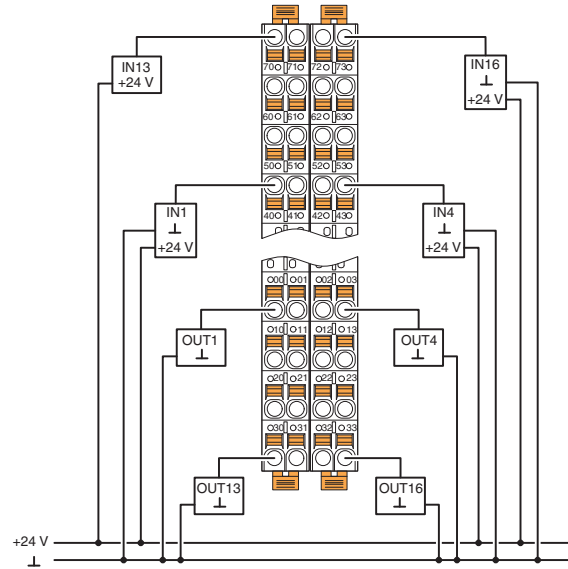 IN13
+24 V
IN16
⊥
+24 V
70 71 72 73
60 61 62 63
50 51 52 53
40 41 42 43
IN1
⊥
+24 V
IN4
⊥
+24 V
00 01 02 03
10 11 12 13
OUT1
⊥
OUT4
⊥
20 21 22 23
30 31 32 33
OUT13
⊥
OUT16
⊥
+24 V
⊥